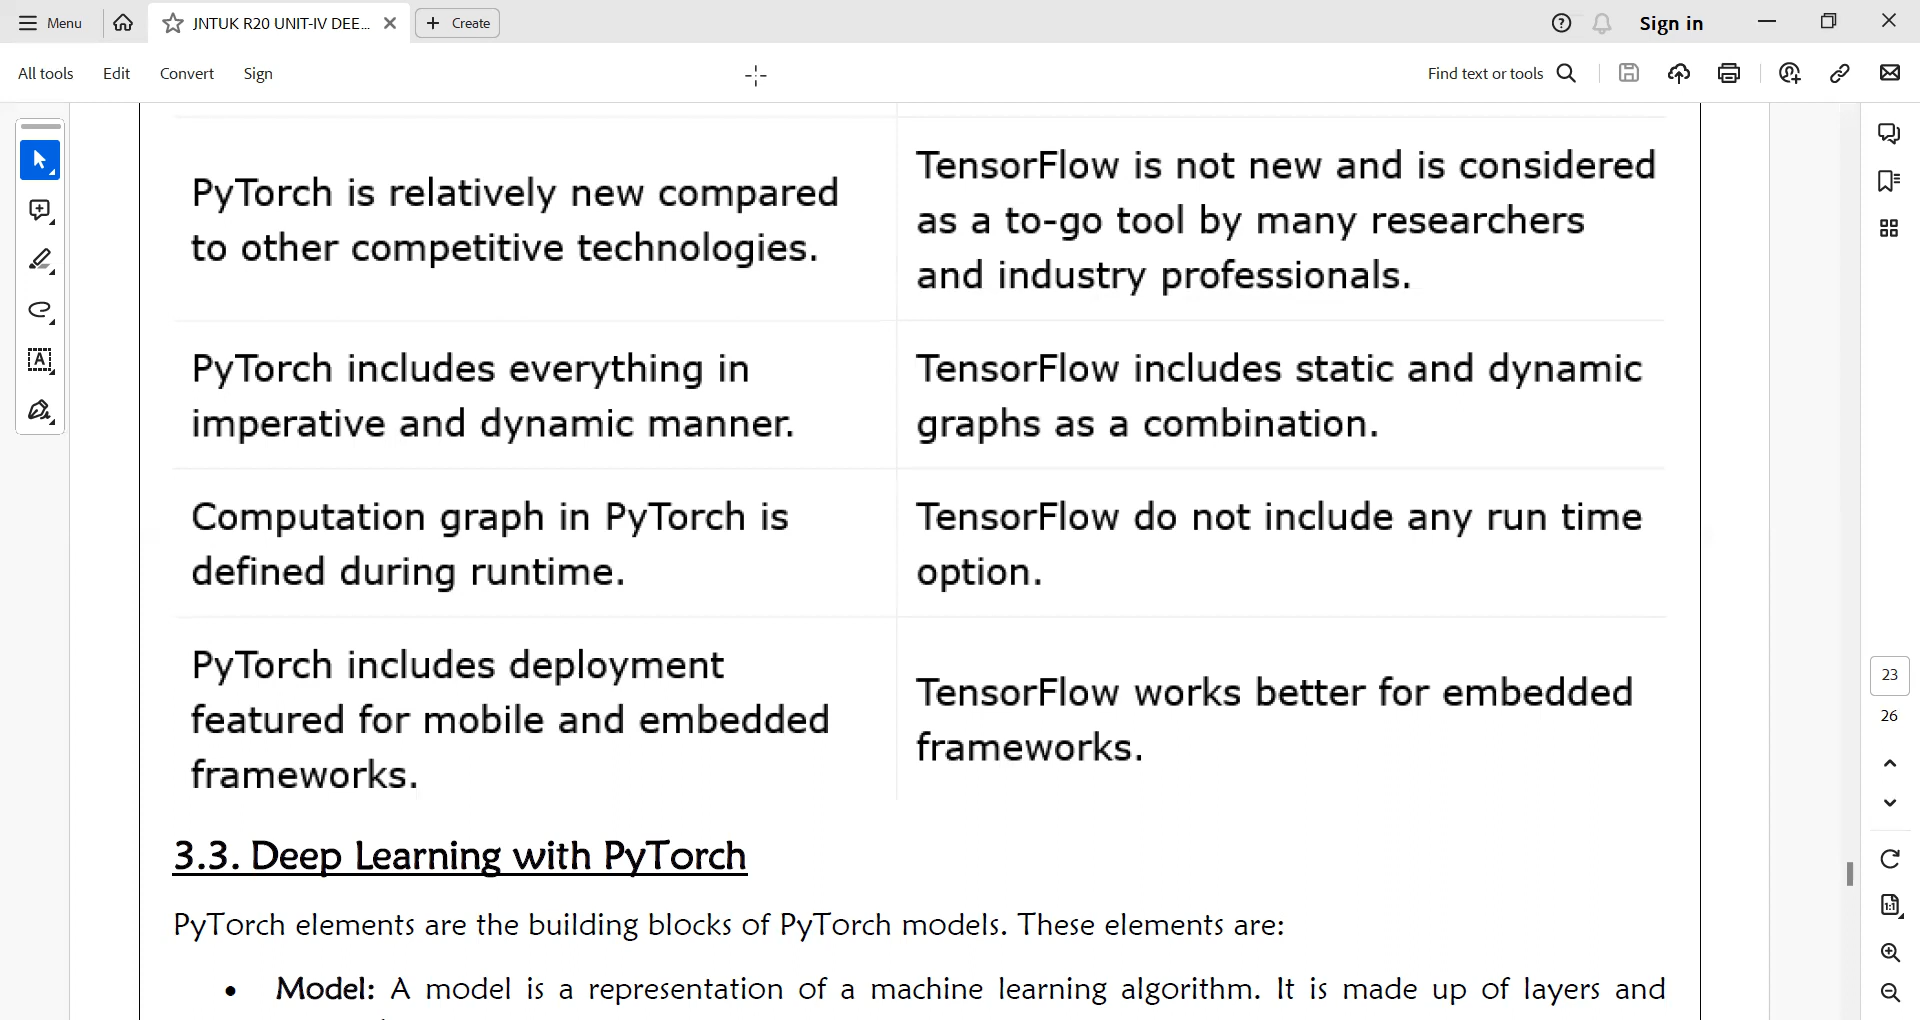 Menu
JNTUK R20 UNIT-IV DEE...
Create
Sign in
All tools
Edit
Convert
Sign
Find text or tools
PyTorch is relatively new compared
to other competitive technologies.
TensorFlow is not new and is considered
as a to-go tool by many researchers
and industry professionals.
PyTorch includes everything in
imperative and dynamic manner.
TensorFlow includes static and dynamic
graphs as a combination.
Computation graph in PyTorch is
defined during runtime.
TensorFlow do not include any run time
option.
PyTorch includes deployment
featured for mobile and embedded
frameworks.
TensorFlow works better for embedded
frameworks.
3.3. Deep Learning with PyTorch
PyTorch elements are the building blocks of PyTorch models. These elements are:
• Model: A model is a representation of a machine learning algorithm. It is made up of layers and
23
26